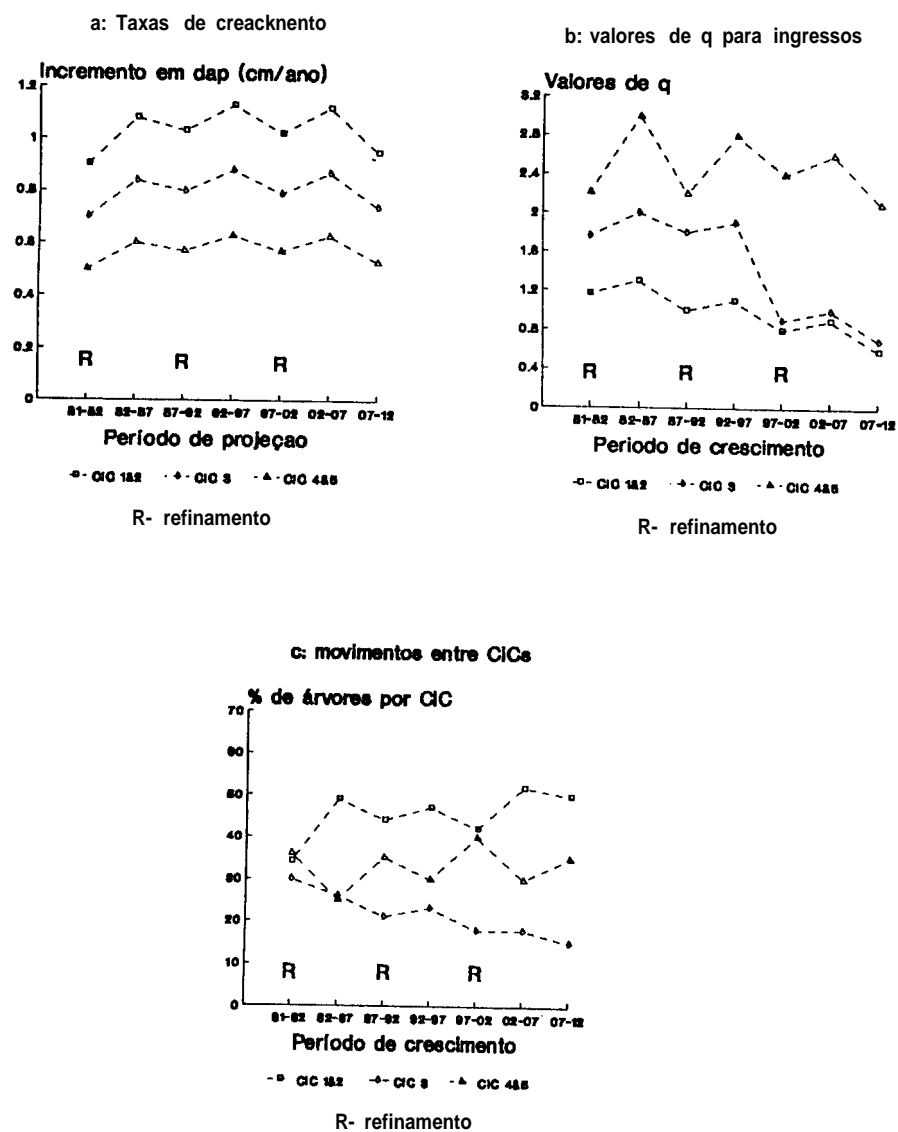 a: Taxas de creacknento
Incremento em dap (cm/ano)
1.2
1
0.8
0.6
0.4
0.2
0
R R R
81-82 82-87 87-92 92-97 97-02 02-07 07-12
Período de projeçao
CIC 1&2 CIC 3 CIC 4&5
R- refinamento
b: valores de q para ingressos
Valores de q
3.2
2.8
2.4
2
1.6
1.2
0.8
0.4
0
R R R
81-82 82-87 87-92 92-97 97-02 02-07 07-12
Periodo de crescimento
CIC 1&2 CIC 3 CIC 4&5
R- refinamento
c: movimentos entre CICs
% de árvores por CIC
70
60
50
40
30
20
10
0
R R R
81-82 82-87 87-92 92-97 97-02 02-07 07-12
Período de crescimento
CIC 1&2 CIC 3 CIC 4&5
R- refinamento